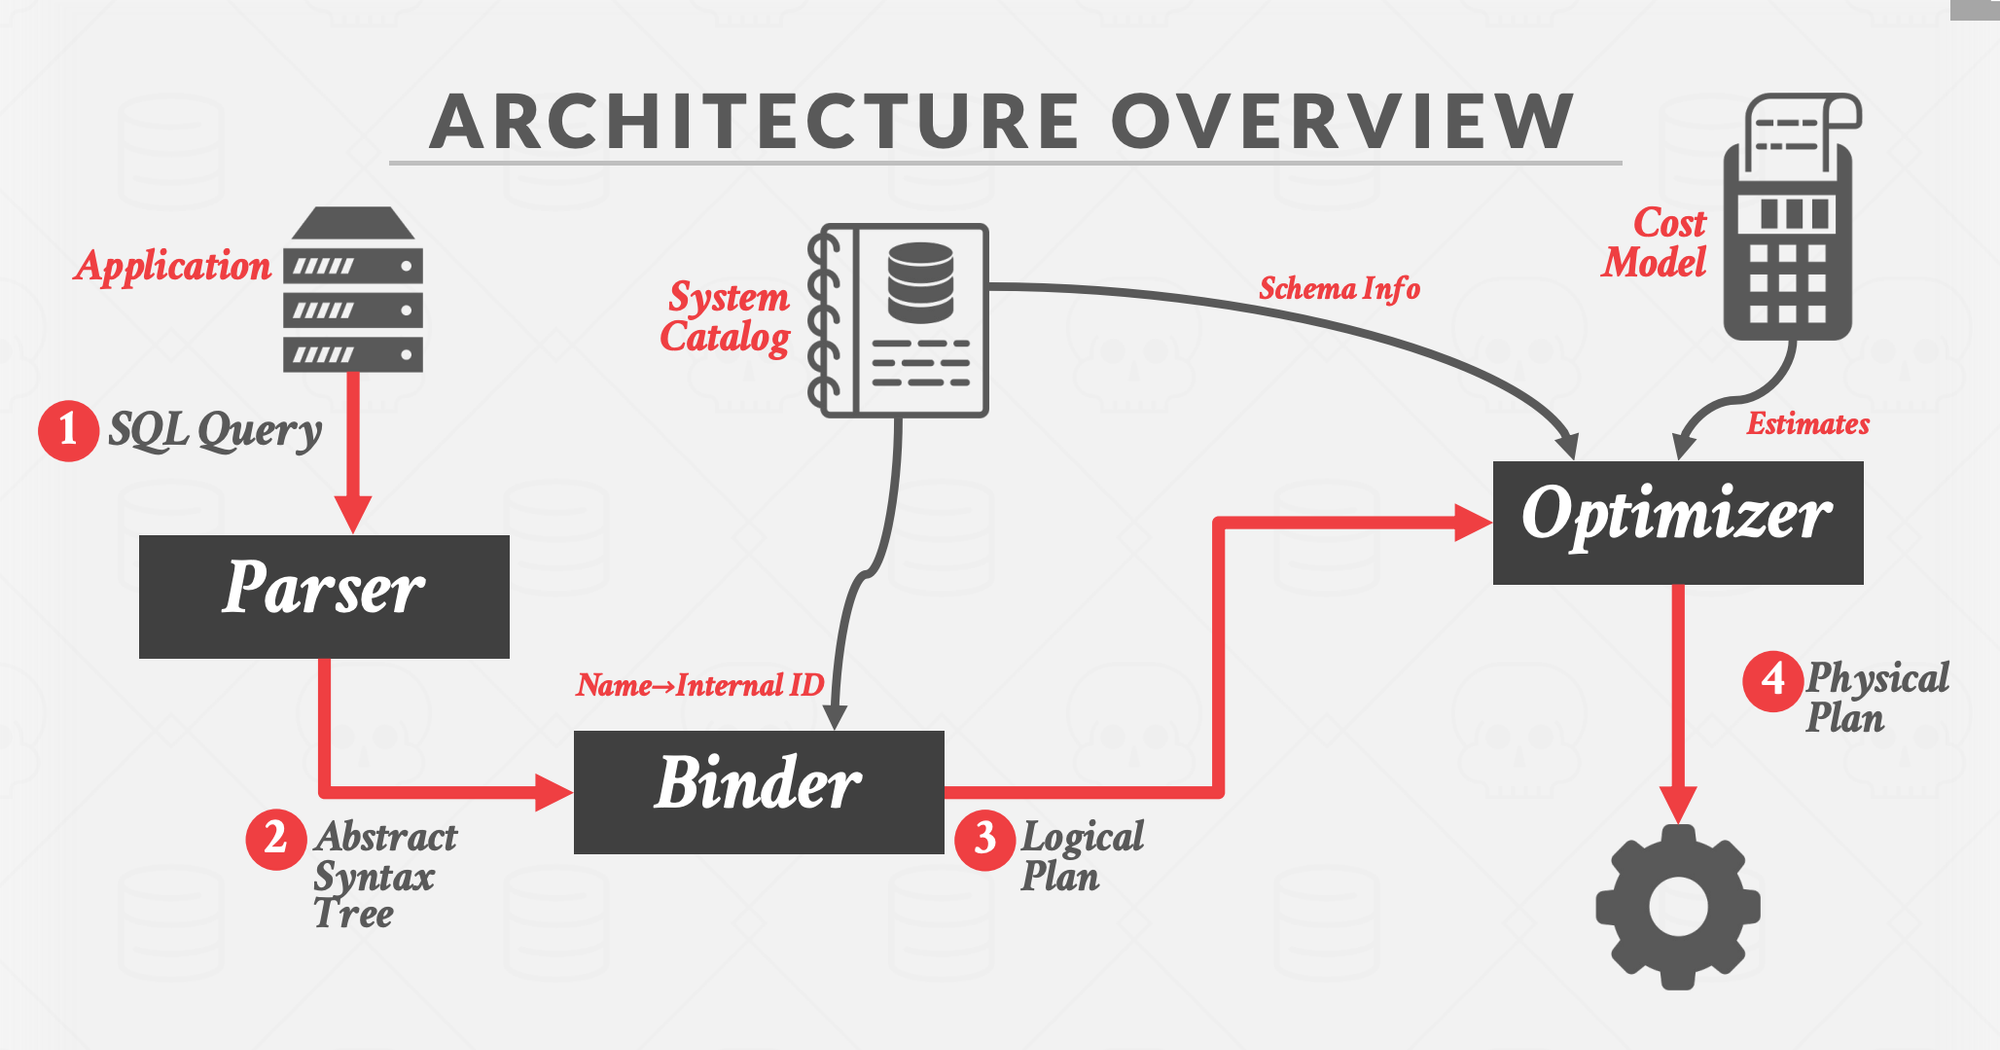 ARCHITECTURE OVERVIEW
Application
1 SQL Query
Parser
2 Abstract
Syntax
Tree
System
Catalog
Name→Internal ID
Binder
3 Logical
Plan
Schema Info
Cost
Model
Estimates
Optimizer
4 Physical
Plan